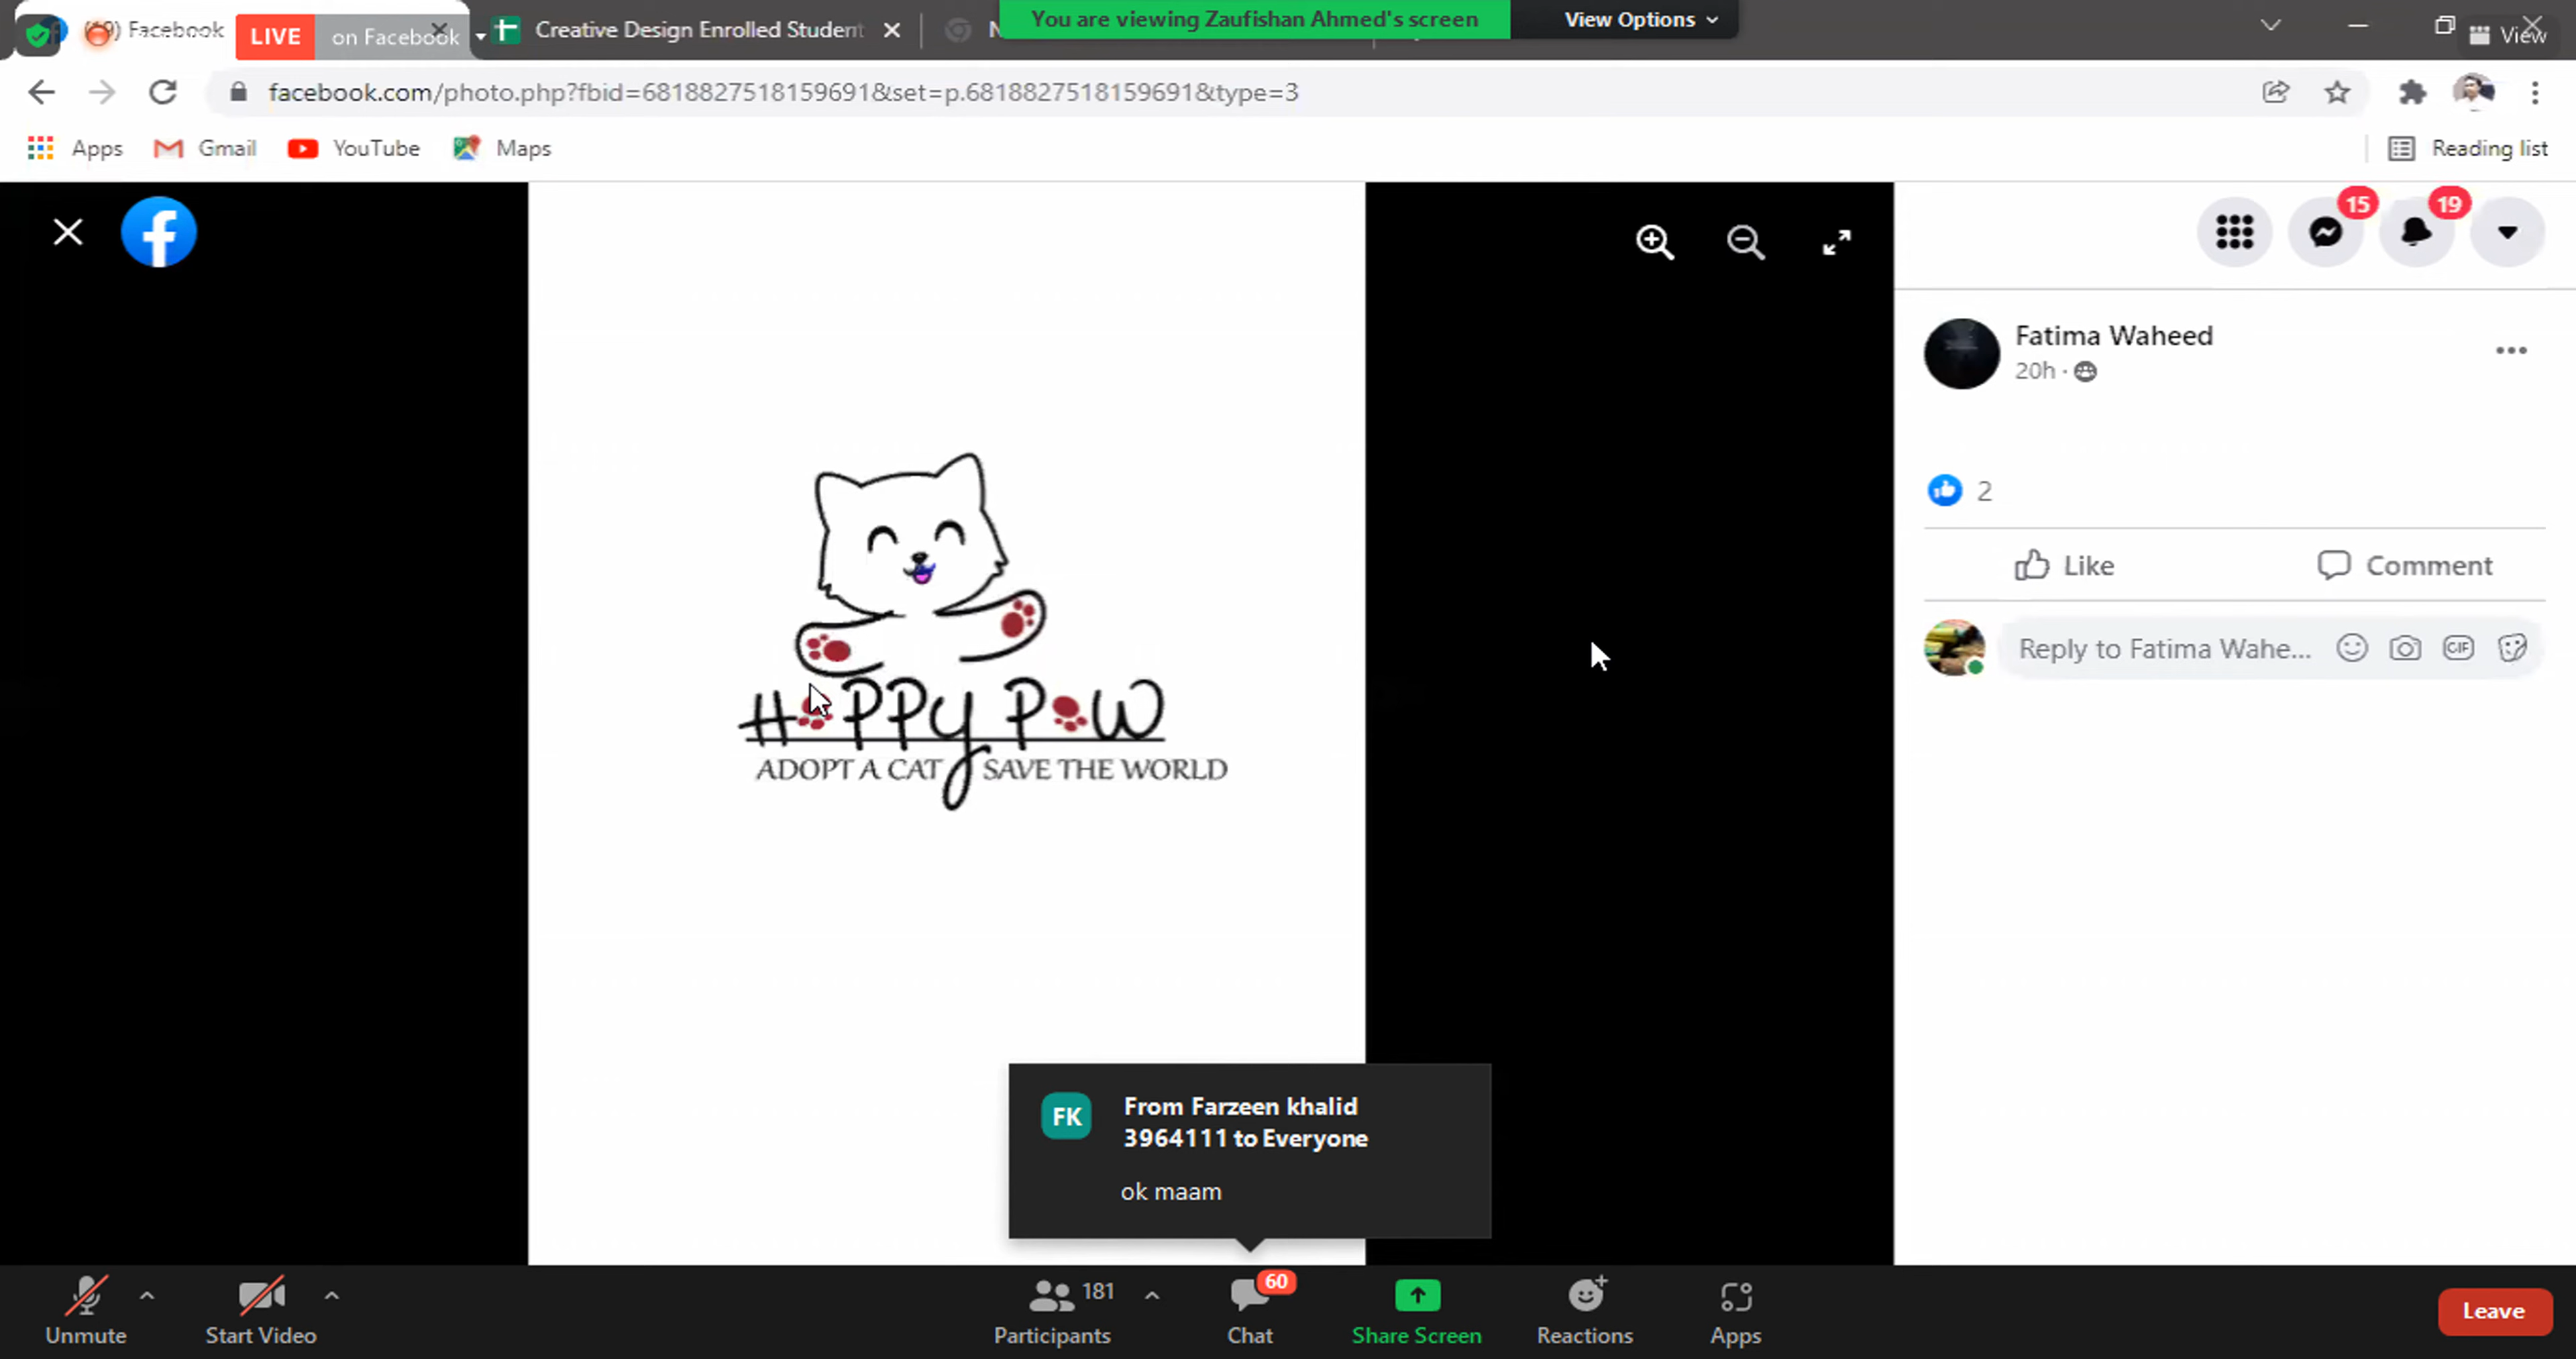 Facebook
LIVE on Facebook
Creative Design Enrolled Student
You are viewing Zaufishan Ahmed's screen
View Options
View
facebook.com/photo.php?fbid=6818827518159691&set=p.6818827518159691&type=3
Apps
Gmail
YouTube
Maps
Reading list
15
19
Fatima Waheed
20h
2
Like
Comment
Reply to Fatima Wahe...
GIF
HPPY PW
ADOPT A CAT SAVE THE WORLD
FK
From Farzeen khalid
3964111 to Everyone
ok maam
Unmute
Start Video
181
Participants
60
Chat
Share Screen
Reactions
Apps
Leave